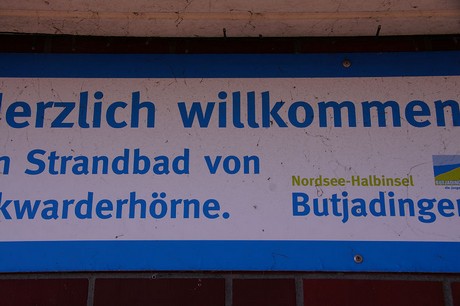 erzlich willkommen
n Strandbad von
kwarderhörne.
Nordsee-Halbinsel
Butjadingen